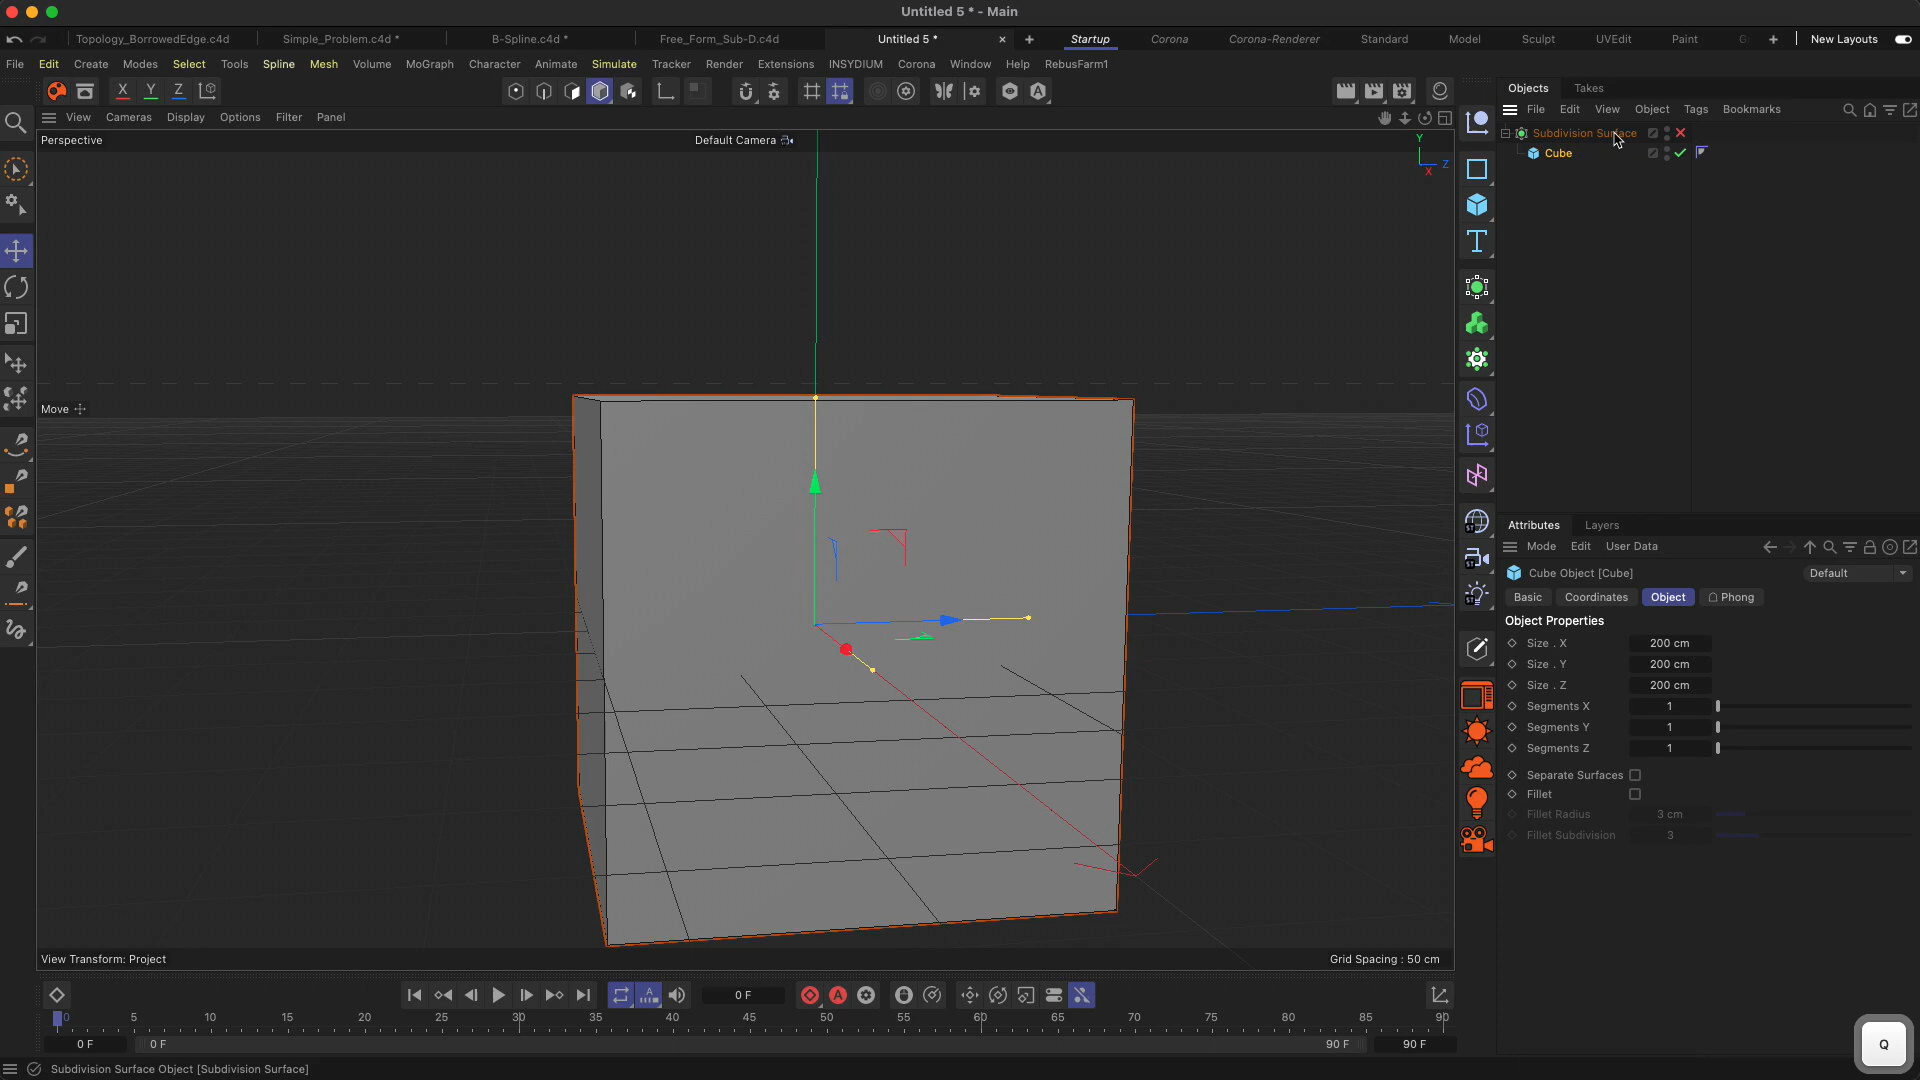 Untitled 5 * - Main
Topology_BorrowedEdge.c4d
Simple_Problem.c4d *
B-Spline.c4d *
Free_Form_Sub-D.c4d
Untitled 5 *
Startup
Corona
Corona-Renderer
Standard
Model
Sculpt
UVEdit
Paint
New Layouts
File Edit Create Modes Select Tools Spline Mesh Volume MoGraph Character Animate Simulate Tracker Render Extensions INSYDIUM Corona Window Help RebusFarm1
X Y Z
Objects Takes
View Cameras Display Options Filter Panel
File Edit View Object Tags Bookmarks
Perspective
Default Camera
Y
Z
X
Subdivision Surface
Cube
Move
Attributes Layers
Mode Edit User Data
Cube Object [Cube]
Default
Basic Coordinates Object Phong
Object Properties
Size . X 200 cm
Size . Y 200 cm
Size . Z 200 cm
Segments X 1
Segments Y 1
Segments Z 1
Separate Surfaces
Fillet
Fillet Radius 3 cm
Fillet Subdivision 3
View Transform: Project
Grid Spacing : 50 cm
0 F
0 5 10 15 20 25 30 35 40 45 50 55 60 65 70 75 80 85 90
0 F
0 F
90 F
90 F
Q
Subdivision Surface Object [Subdivision Surface]